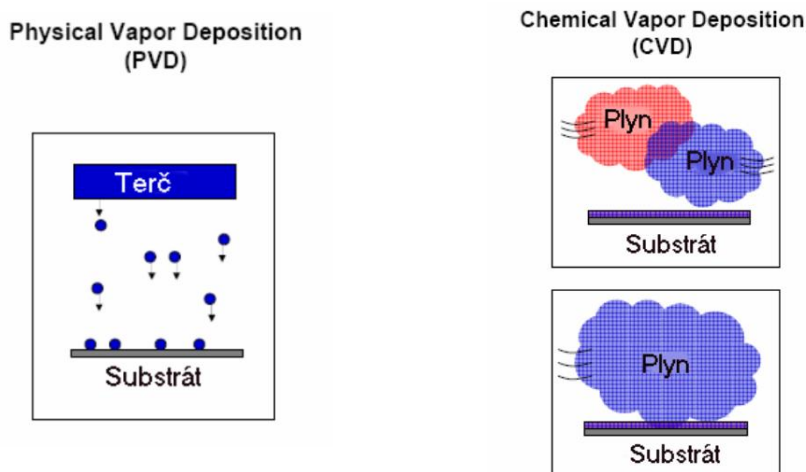 Physical Vapor Deposition
(PVD)
Terč
Substrát
Chemical Vapor Deposition
(CVD)
Plyn
Plyn
Substrát
Plyn
Substrát